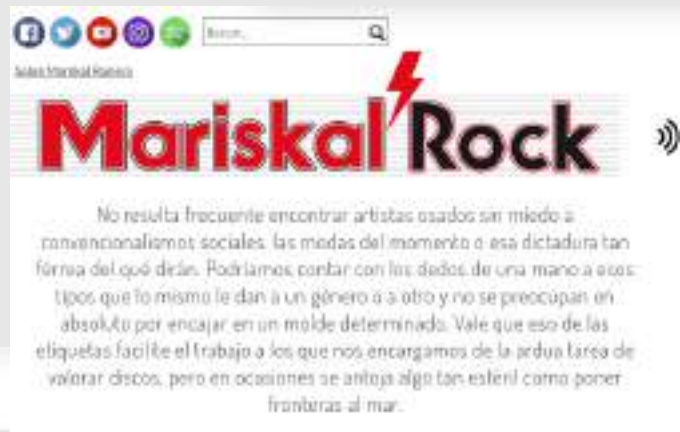 Buscar...
Sobre Mariskal Romero
Mariskal Rock
No resulta frecuente encontrar artistas osados sin miedo a
convencionalismos sociales, las modas del momento o esa dictadura tan
férrea del qué dirán. Podríamos contar con los dedos de una mano a esos
tipos que lo mismo le dan a un género o a otro y no se preocupan en
absoluto por encajar en un molde determinado. Vale que eso de las
etiquetas facilite el trabajo a los que nos encargamos de la ardua tarea de
valorar discos, pero en ocasiones se antoja algo tan estéril como poner
fronteras al mar.